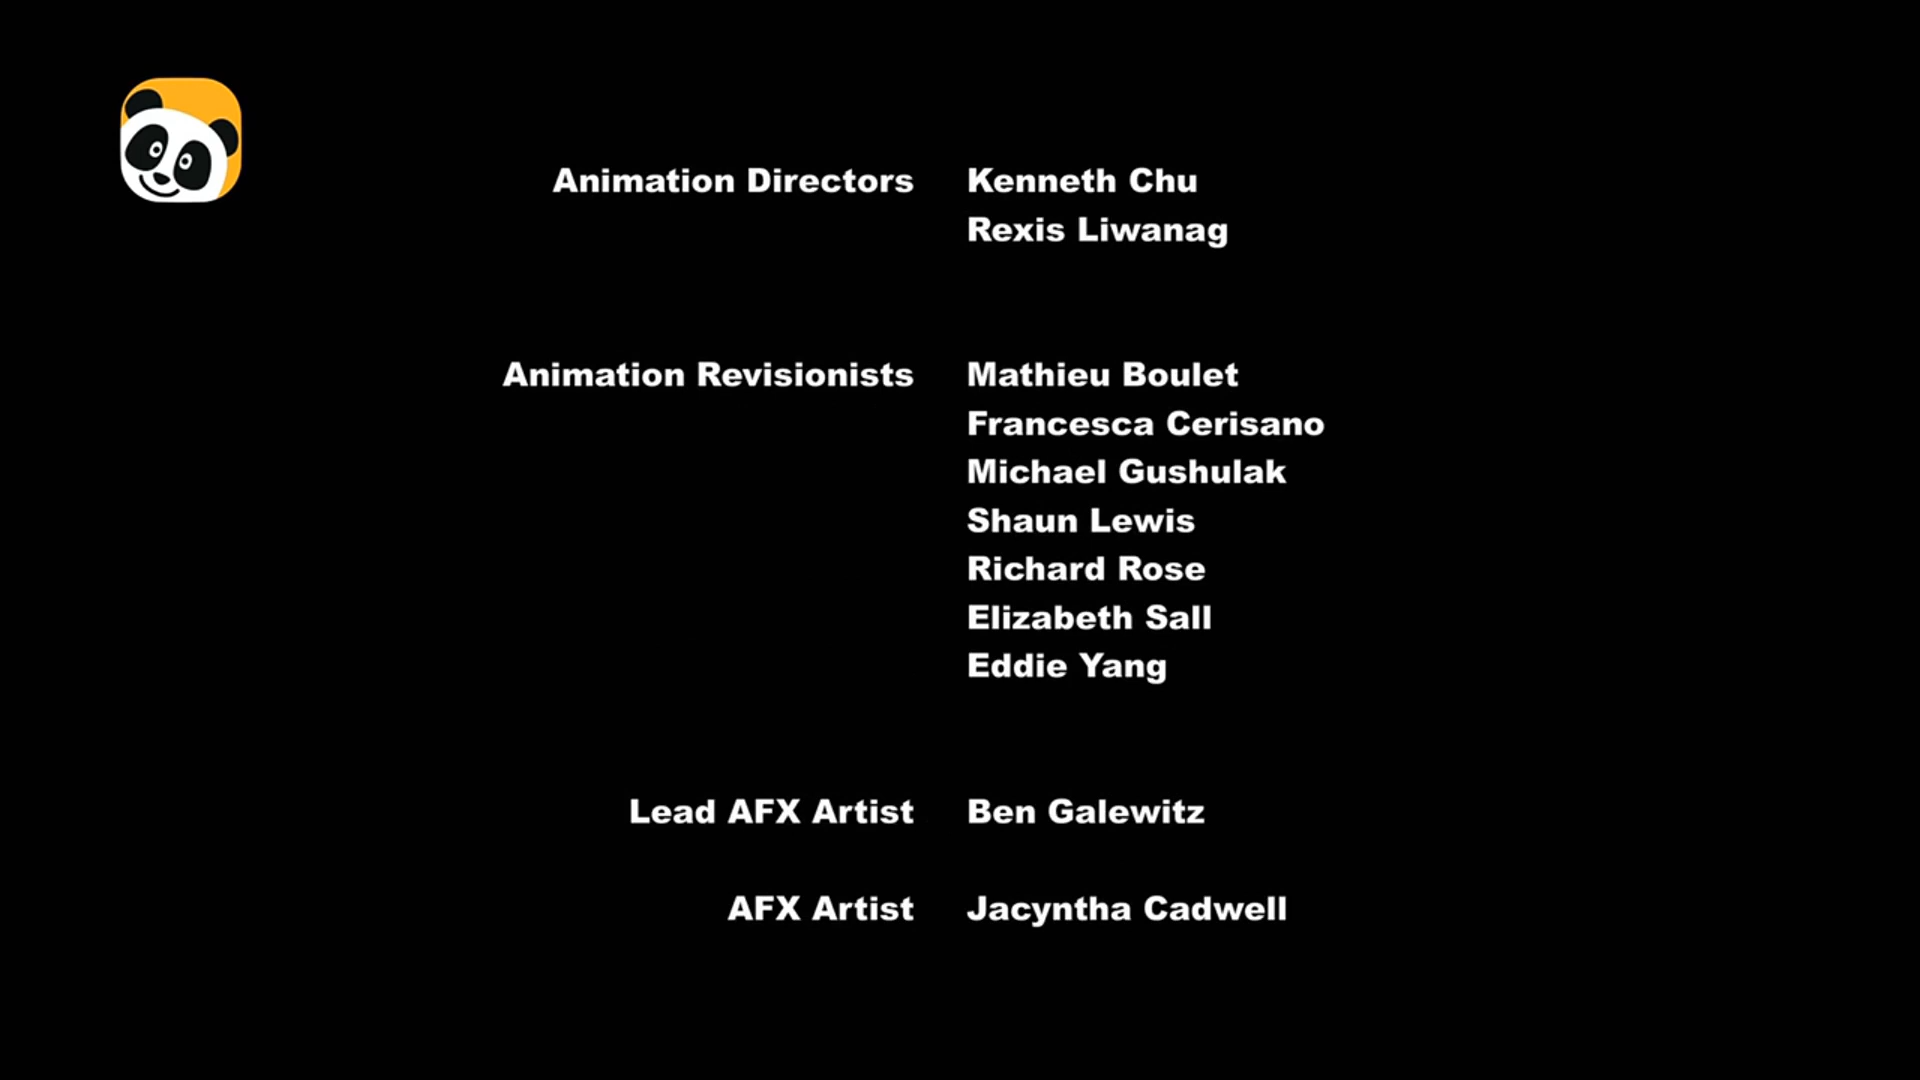 Animation Directors Kenneth Chu
Rexis Liwanag
Animation Revisionists Mathieu Boulet
Francesca Cerisano
Michael Gushulak
Shaun Lewis
Richard Rose
Elizabeth Sall
Eddie Yang
Lead AFX Artist Ben Galewitz
AFX Artist Jacyntha Cadwell